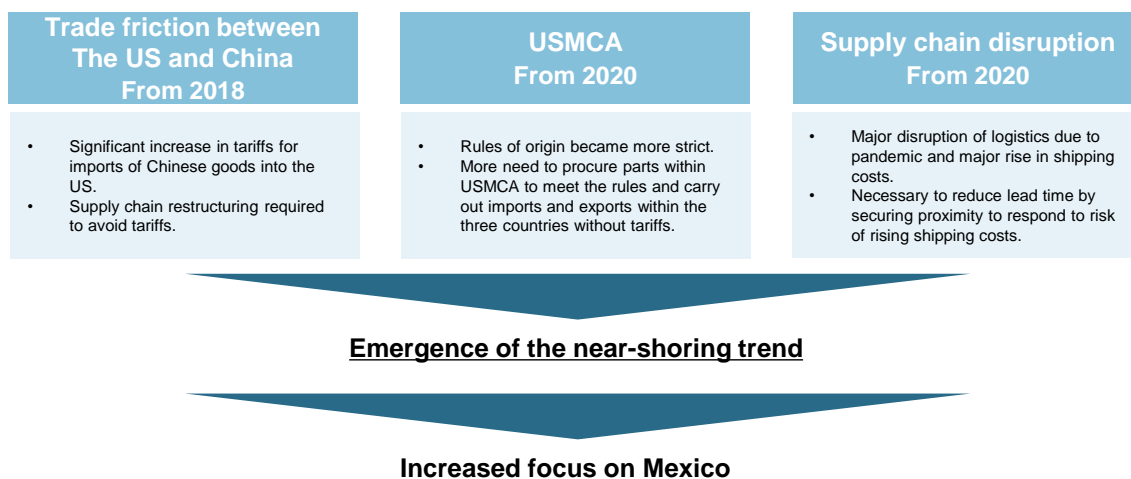 Trade friction between
The US and China
From 2018
• Significant increase in tariffs for
imports of Chinese goods into the
US.
• Supply chain restructuring required
to avoid tariffs.
USMCA
From 2020
• Rules of origin became more strict.
• More need to procure parts within
USMCA to meet the rules and carry
out imports and exports within the
three countries without tariffs.
Supply chain disruption
From 2020
• Major disruption of logistics due to
pandemic and major rise in shipping
costs.
• Necessary to reduce lead time by
securing proximity to respond to risk
of rising shipping costs.
Emergence of the near-shoring trend
Increased focus on Mexico